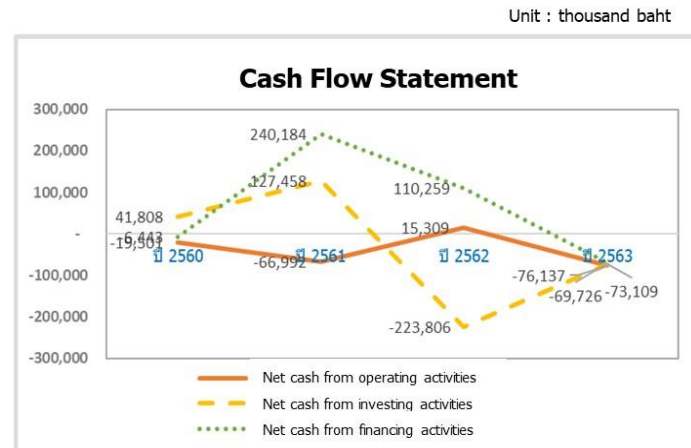 Unit : thousand baht
Cash Flow Statement
300,000
200,000
100,000
-
-100,000
-200,000
-300,000
41,808
-6,443
-19,501
240,184
127,458
-66,992
110,259
15,309
-223,806
-76,137
-69,726
-73,109
ปี 2560
ปี 2561
ปี 2562
ปี 2563
Net cash from operating activities
Net cash from investing activities
Net cash from financing activities